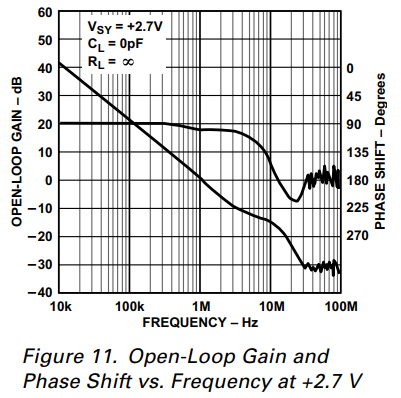 60
50
40
30
20
10
0
–10
–20
–30
–40
OPEN-LOOP GAIN – dB
VSY = +2.7V
CL = 0pF
RL = ∞
0
45
90
135
180
225
270
PHASE SHIFT – Degrees
10k 100k 1M 10M 100M
FREQUENCY – Hz
Figure 11. Open-Loop Gain and
Phase Shift vs. Frequency at +2.7 V